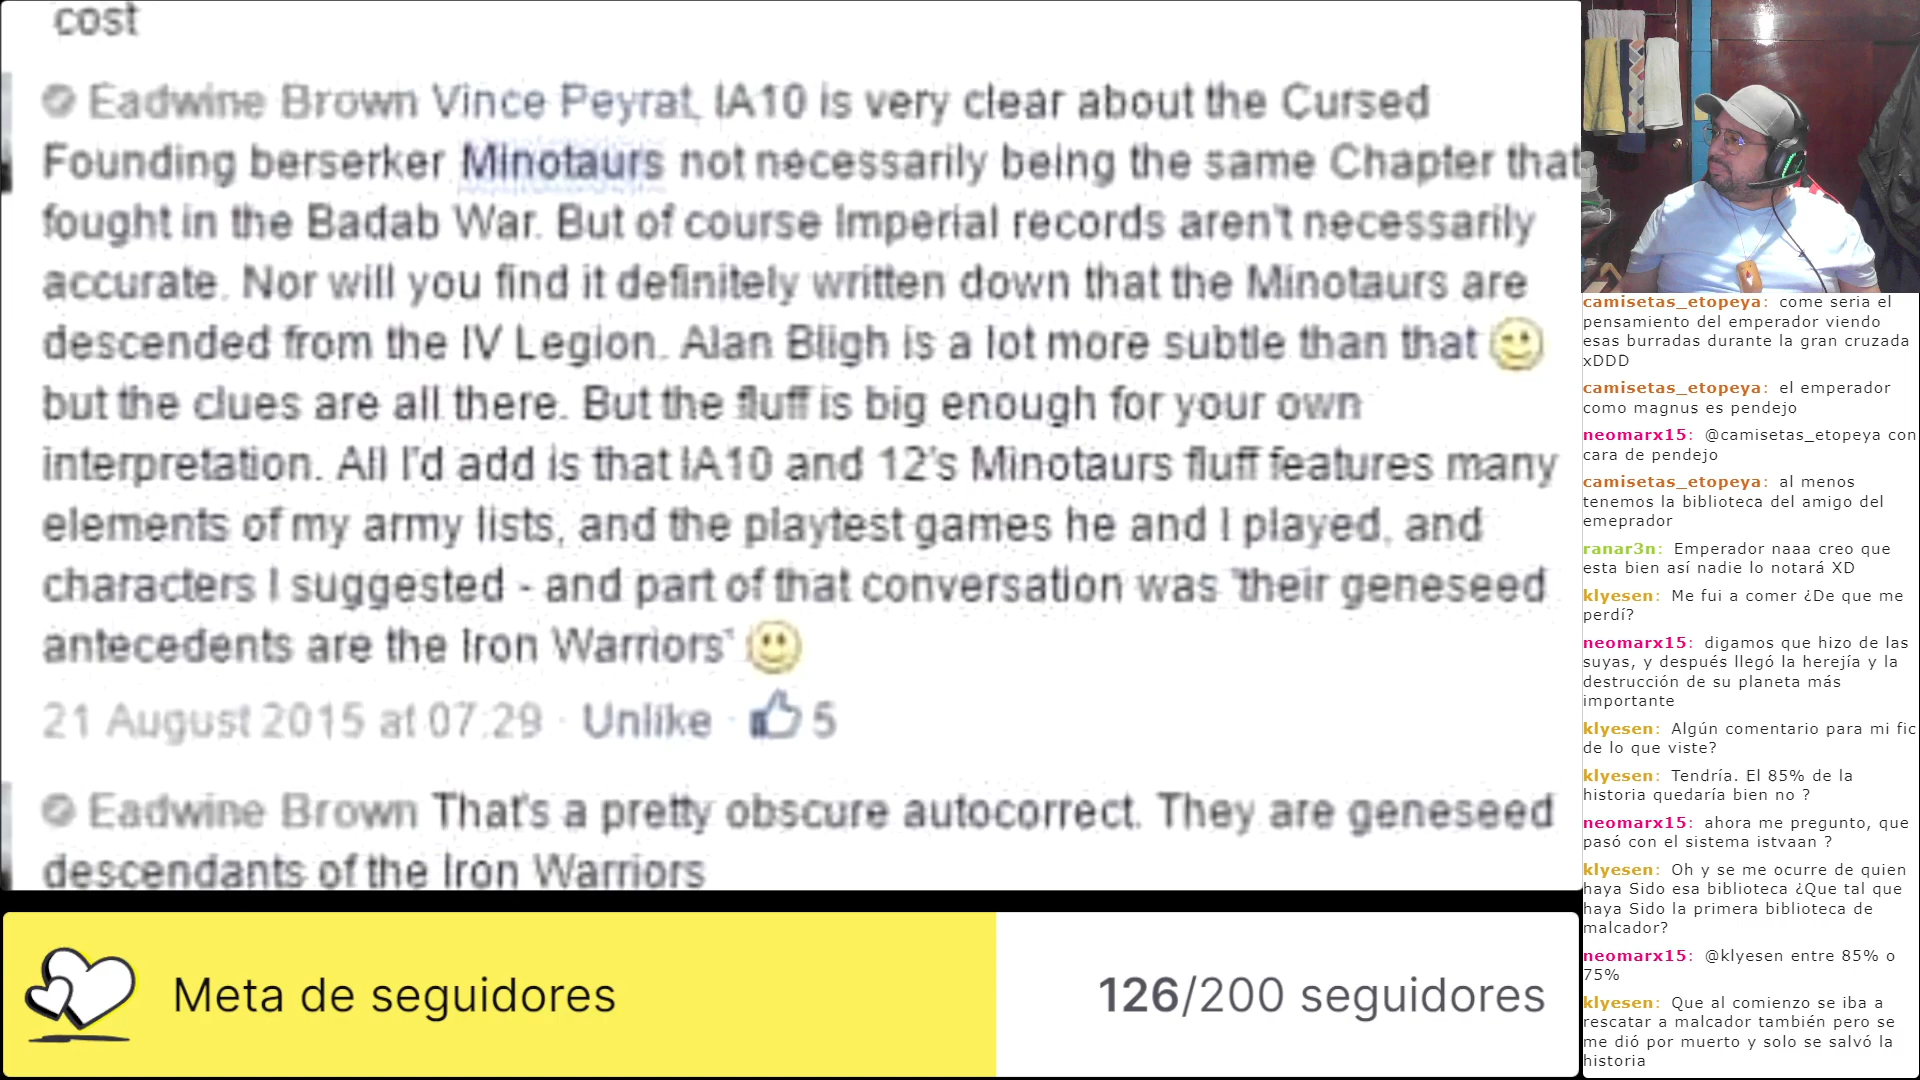 cost
Eadwine Brown Vince Peyrat, IA10 is very clear about the Cursed
Founding berserker Minotaurs not necessarily being the same Chapter that
fought in the Badab War. But of course Imperial records aren't necessarily
accurate. Nor will you find it definitely written down that the Minotaurs are
descended from the IV Legion. Alan Bligh is a lot more subtle than that
but the clues are all there. But the fluff is big enough for your own
interpretation. All I'd add is that IA10 and 12's Minotaurs fluff features many
elements of my army lists, and the playtest games he and I played, and
characters I suggested - and part of that conversation was "their geneseed
antecedents are the Iron Warriors"
21 August 2015 at 07:29 · Unlike · 5
Eadwine Brown That's a pretty obscure autocorrect. They are geneseed
descendants of the Iron Warriors
Meta de seguidores
126/200 seguidores
camisetas_etopeya: come seria el
pensamiento del emperador viendo
esas burradas durante la gran cruzada
xDDD
camisetas_etopeya: el emperador
como magnus es pendejo
neomarx15: @camisetas_etopeya con
cara de pendejo
camisetas_etopeya: al menos
tenemos la biblioteca del amigo del
emeprador
ranar3n: Emperador naaa creo que
esta bien así nadie lo notará XD
klyesen: Me fui a comer ¿De que me
perdí?
neomarx15: digamos que hizo de las
suyas, y después llegó la herejía y la
destrucción de su planeta más
importante
klyesen: Algún comentario para mi fic
de lo que viste?
klyesen: Tendría. El 85% de la
historia quedaría bien no ?
neomarx15: ahora me pregunto, que
pasó con el sistema istvaan ?
klyesen: Oh y se me ocurre de quien
haya Sido esa biblioteca ¿Que tal que
haya Sido la primera biblioteca de
malcador?
neomarx15: @klyesen entre 85% o
75%
klyesen: Que al comienzo se iba a
rescatar a malcador también pero se
me dió por muerto y solo se salvó la
historia